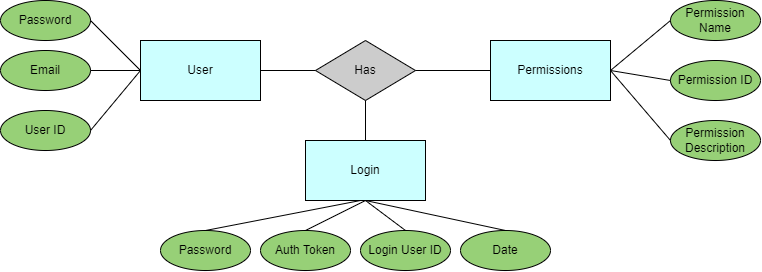 Password
Email
User ID
User
Has
Permissions
Permission
Name
Permission ID
Permission
Description
Login
Password
Auth Token
Login User ID
Date